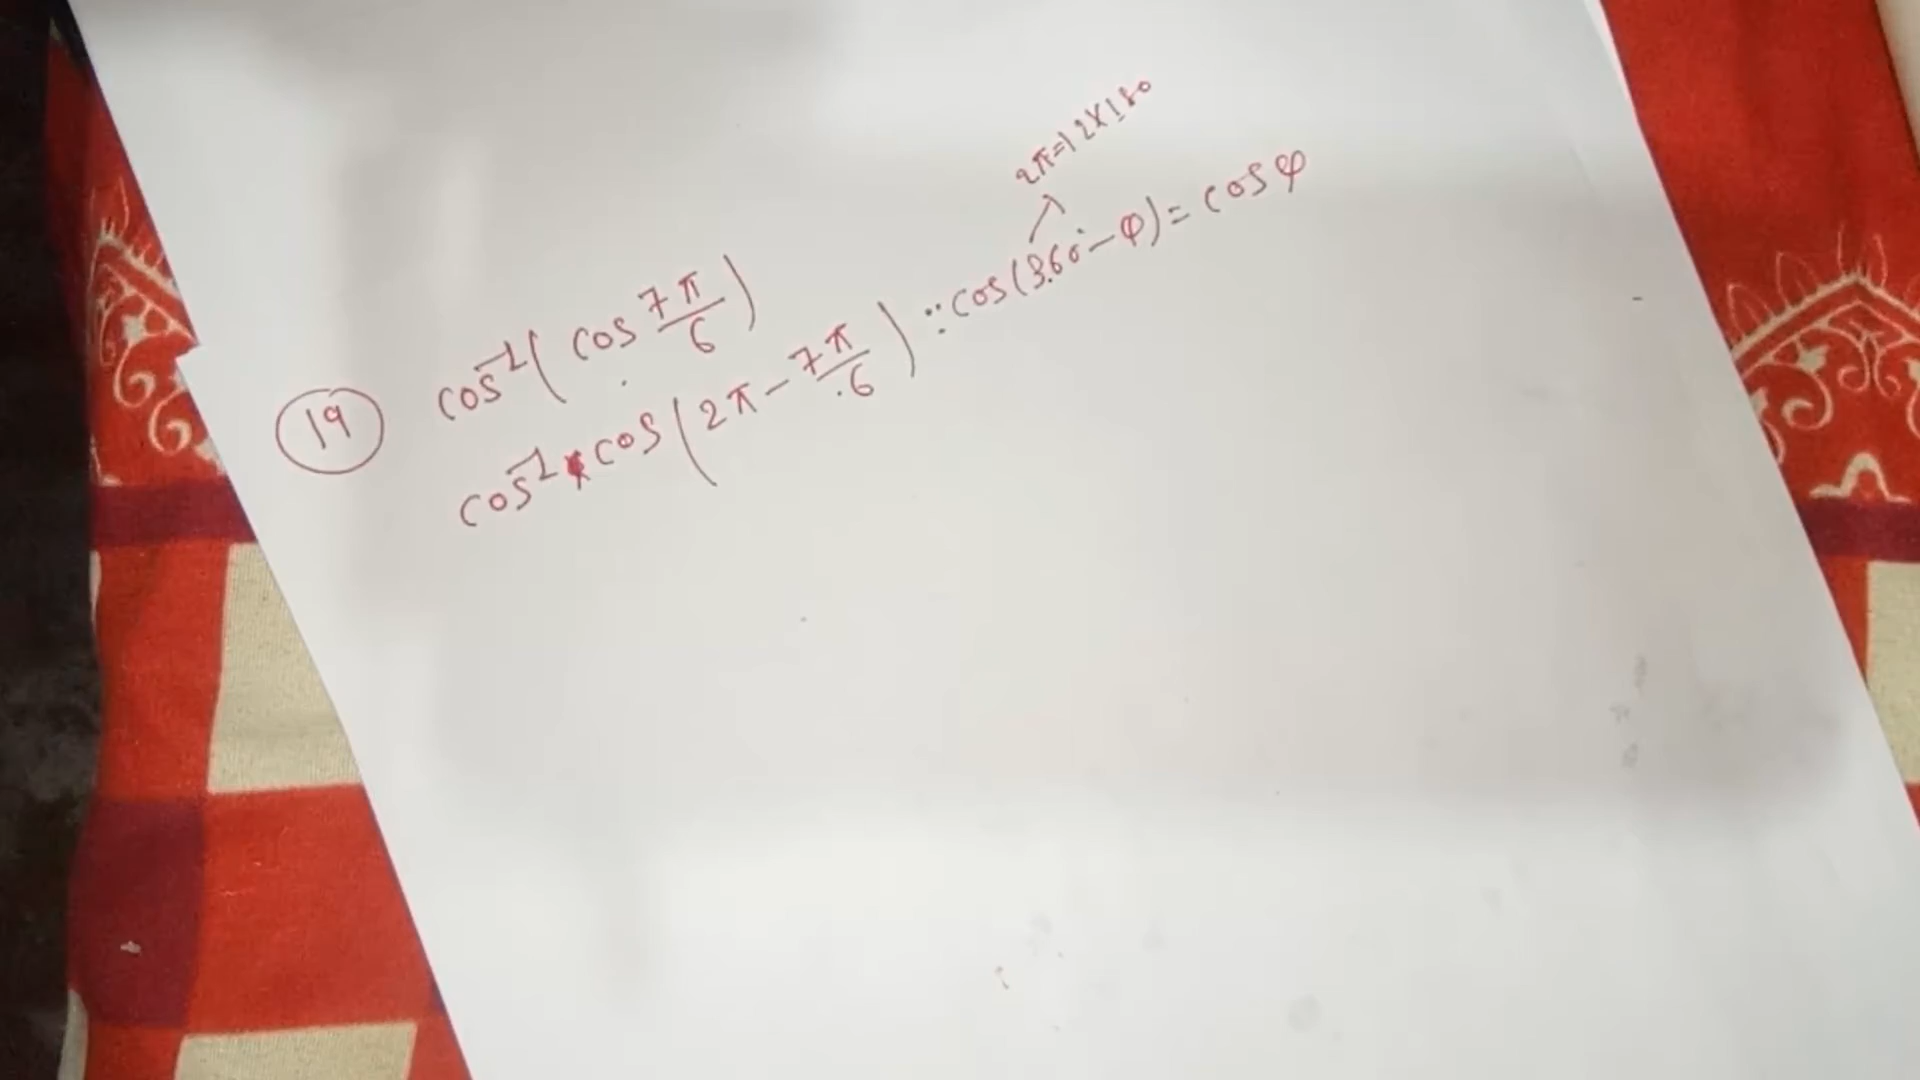 2π=) 2×180
(19) cos⁻¹( cos 7π/6 )
cos⁻¹ cos( 2π - 7π/6 ) ∵ cos(360° - φ) = cos φ